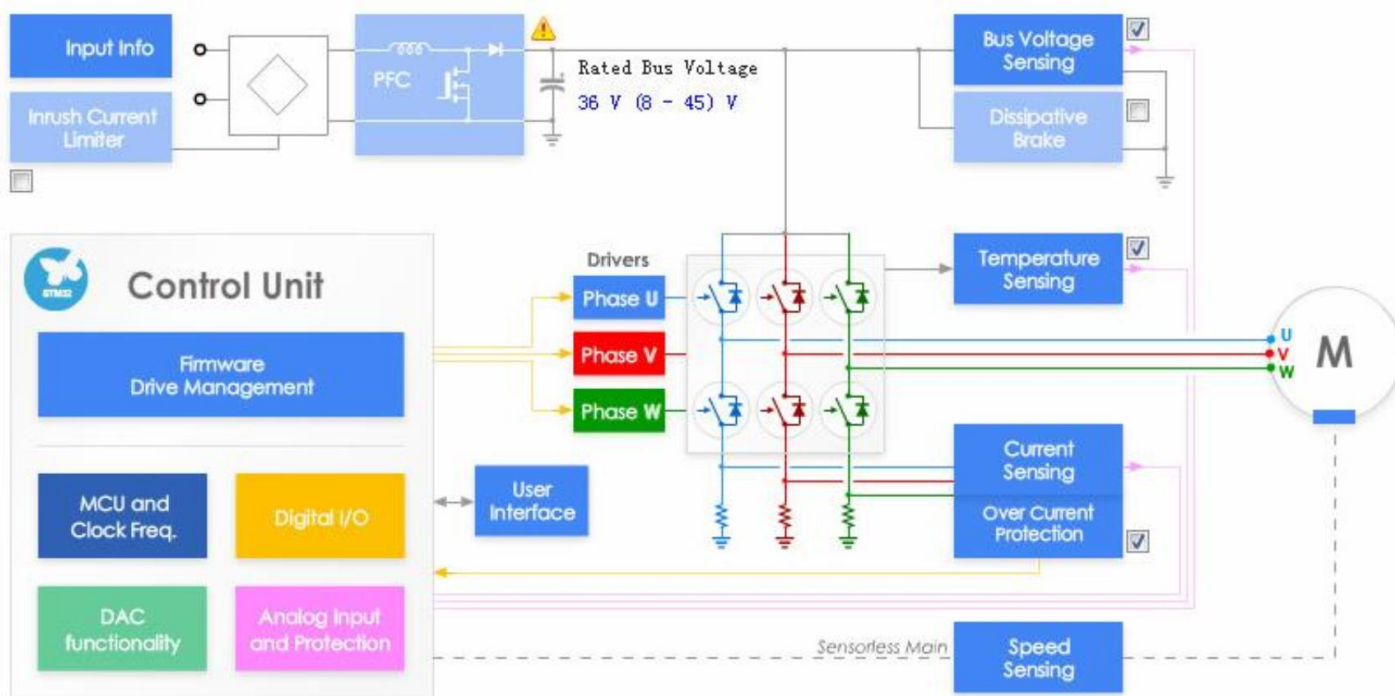 Input Info
Inrush Current
Limiter
PFC
Rated Bus Voltage
36 V (8 - 45) V
Bus Voltage
Sensing
Dissipative
Brake
STM32
Control Unit
Firmware
Drive Management
MCU and
Clock Freq.
Digital I/O
DAC
functionality
Analog Input
and Protection
User
Interface
Drivers
Phase U
Phase V
Phase W
Temperature
Sensing
U
V
W
M
Current
Sensing
Over Current
Protection
Sensorless Main
Speed
Sensing